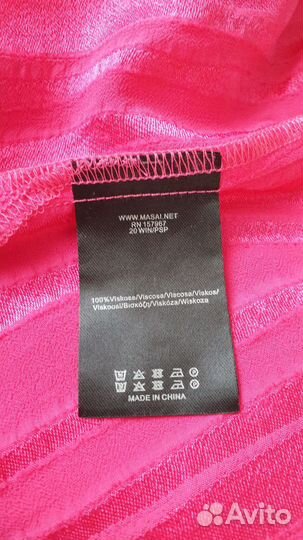 WWW.MASAI.NET
RN 157967
20 WIN/PSP
100%Viskose/Viscosa/Viscosa/Viskos/
Viskoosi/Βισκόζη/Viskóza/Wiskoza
MADE IN CHINA
Avito